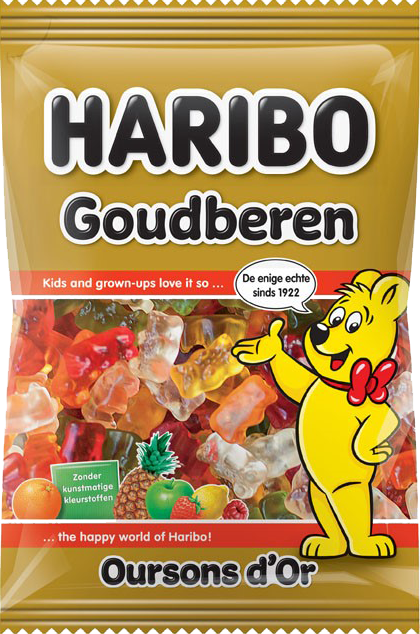 HARIBO
Goudberen
Kids and grown-ups love it so ...
De enige echte
sinds 1922
Zonder
kunstmatige
kleurstoffen
... the happy world of Haribo!
Oursons d'Or